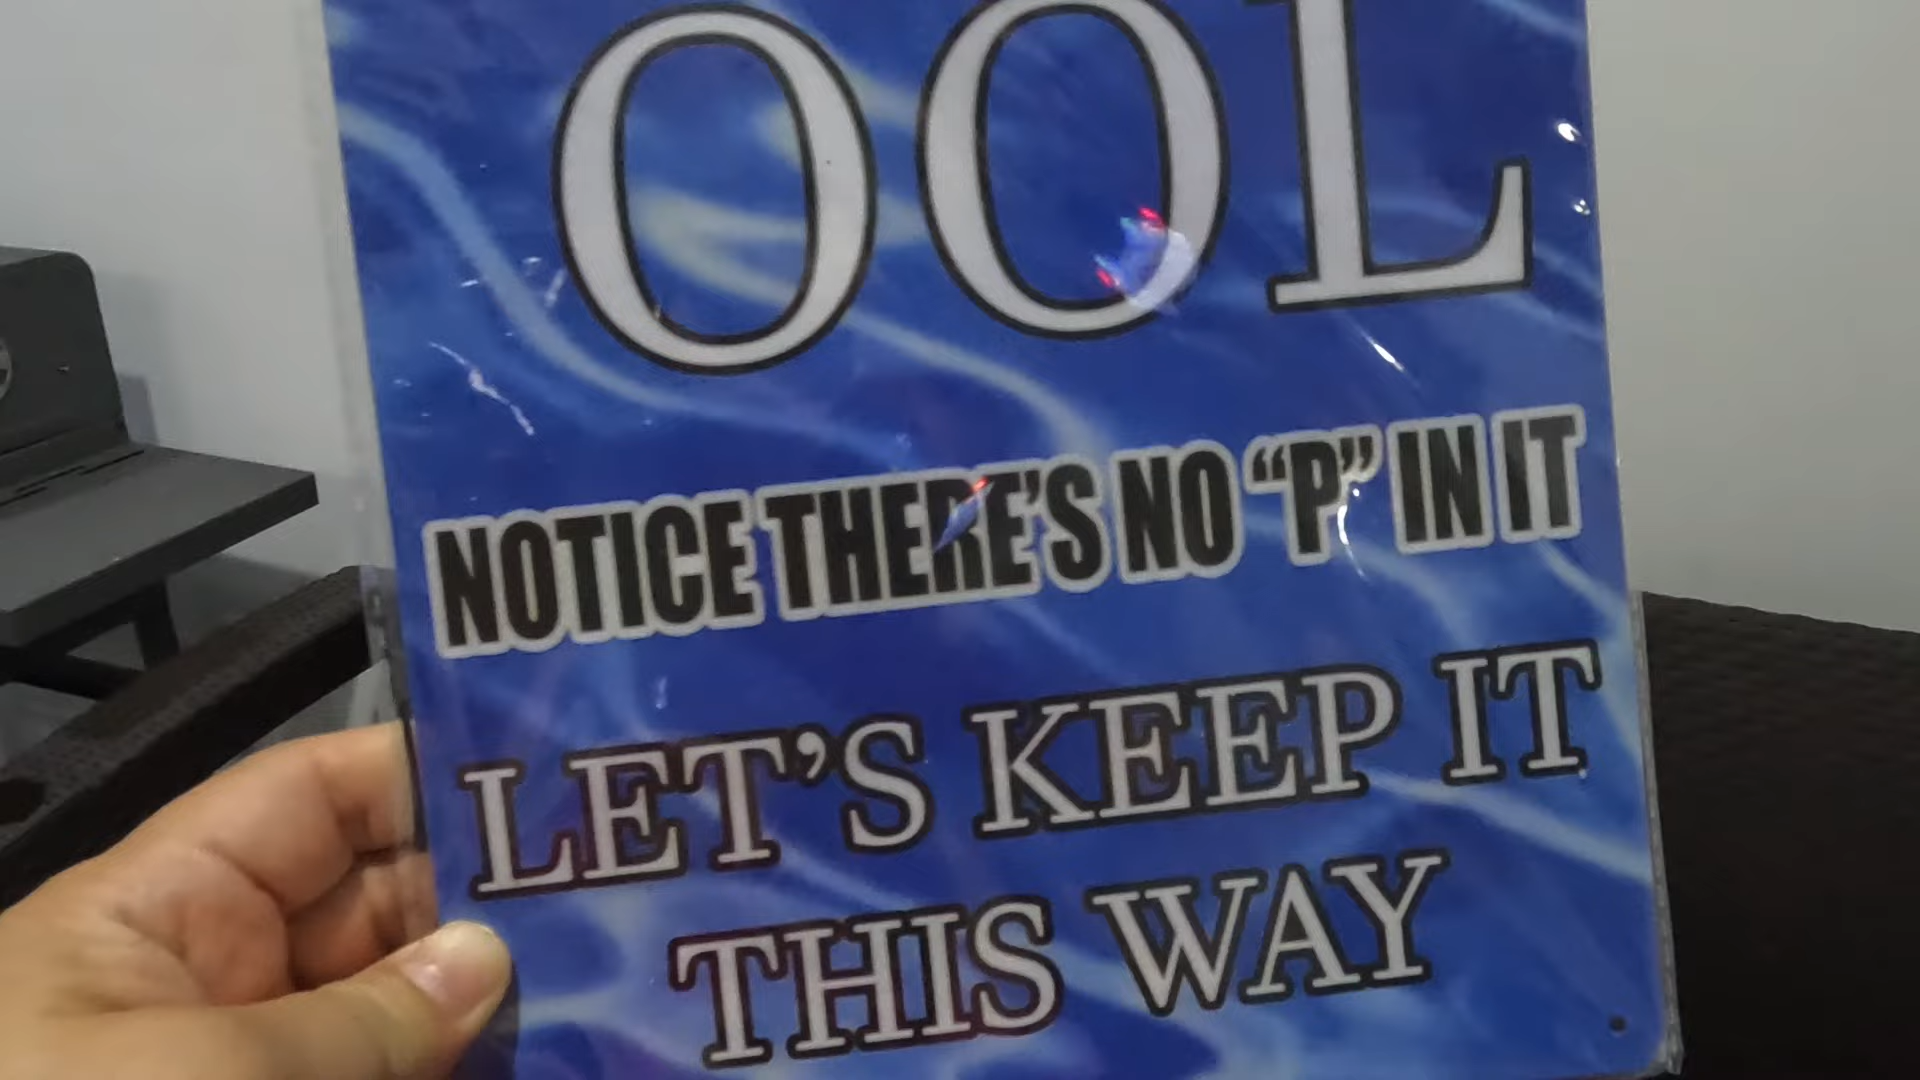 OOL
NOTICE THERE'S NO “P” IN IT
LET’S KEEP IT
THIS WAY